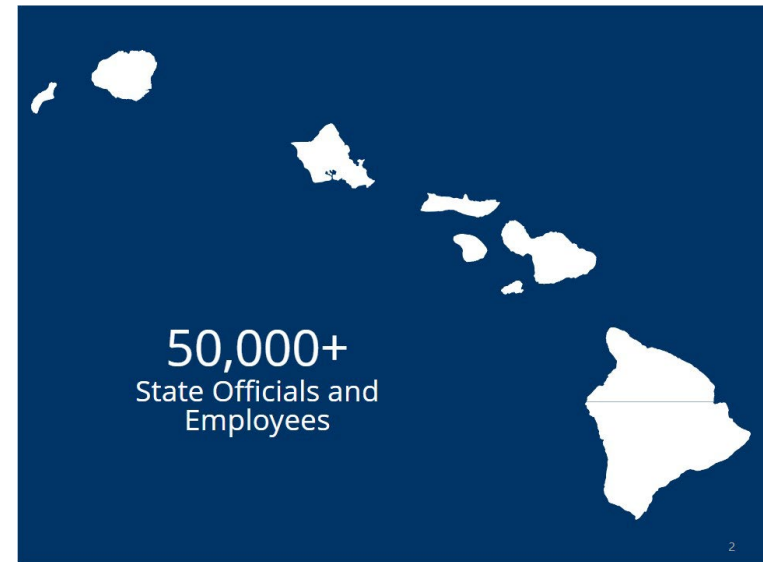 50,000+
State Officials and
Employees
2